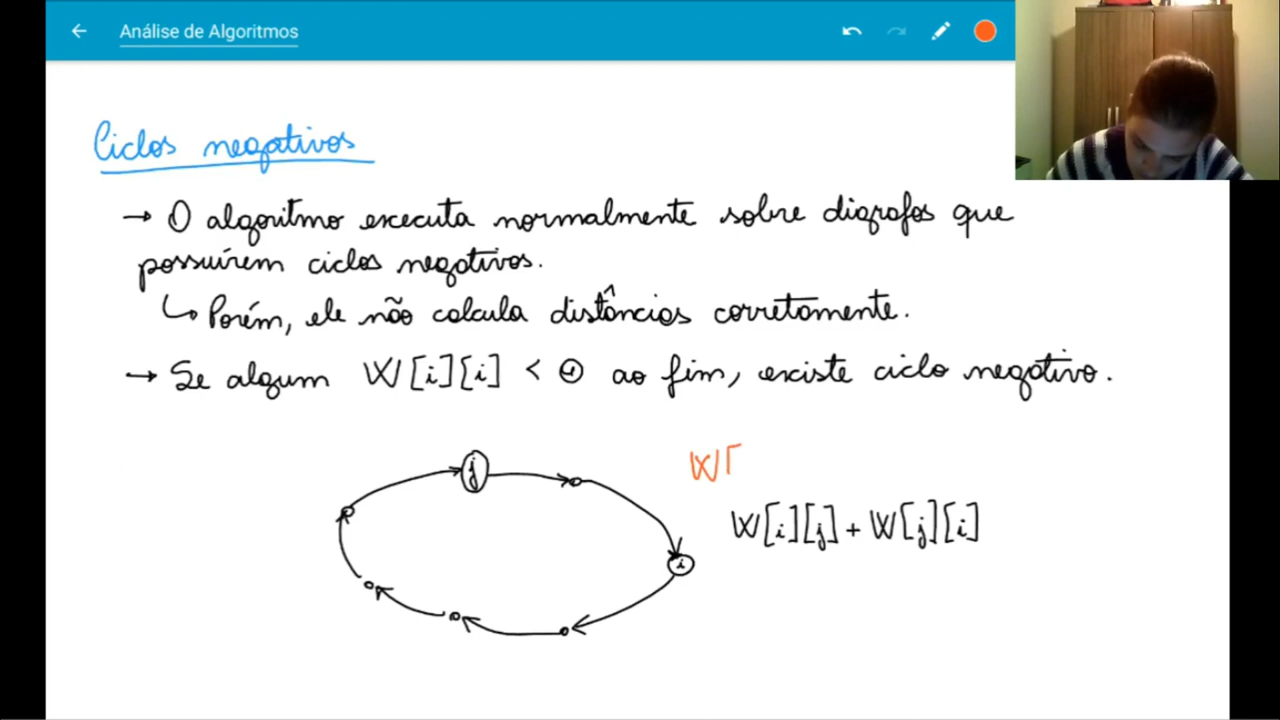 Análise de Algoritmos
Ciclos negativos
→ O algoritmo executa normalmente sobre digrafos que
possuírem ciclos negativos.
↳ Porém, ele não calcula distâncias corretamente.
→ Se algum W[i][i] < 0 ao fim, existe ciclo negativo.
j
W[
W[i][j] + W[j][i]
i